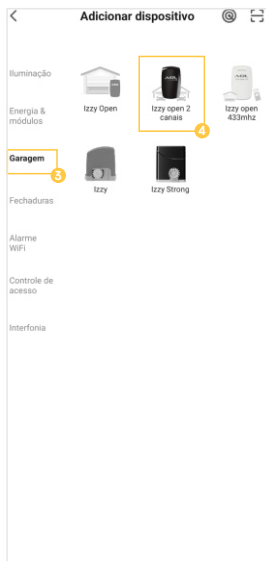 Adicionar dispositivo
Iluminação
Energia &
módulos
Garagem
3
Fechaduras
Alarme
WiFi
Controle de
acesso
Interfonia
Izzy Open
Izzy open 2
canais
4
Izzy open
433mhz
Izzy
Izzy Strong